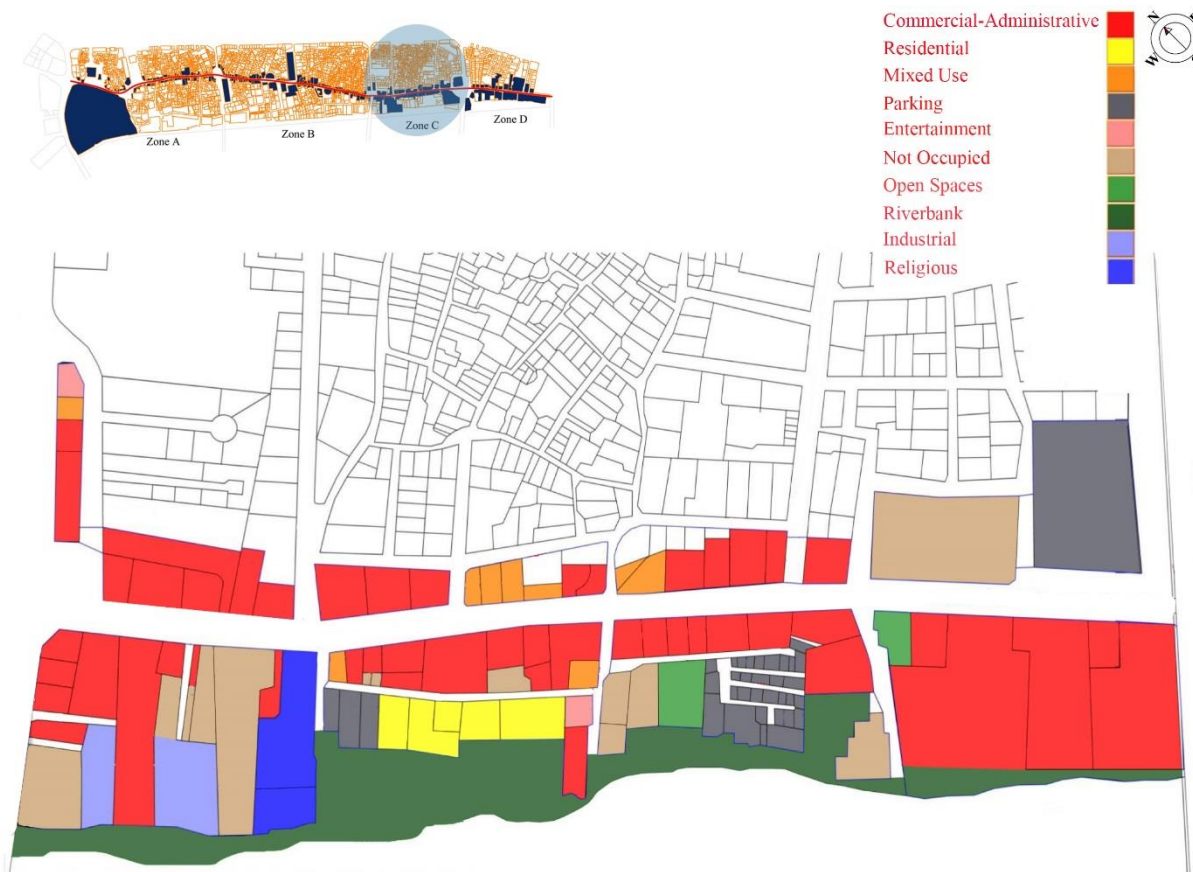 Zone A
Zone B
Zone C
Zone D
Commercial-Administrative
Residential
Mixed Use
Parking
Entertainment
Not Occupied
Open Spaces
Riverbank
Industrial
Religious
N
W